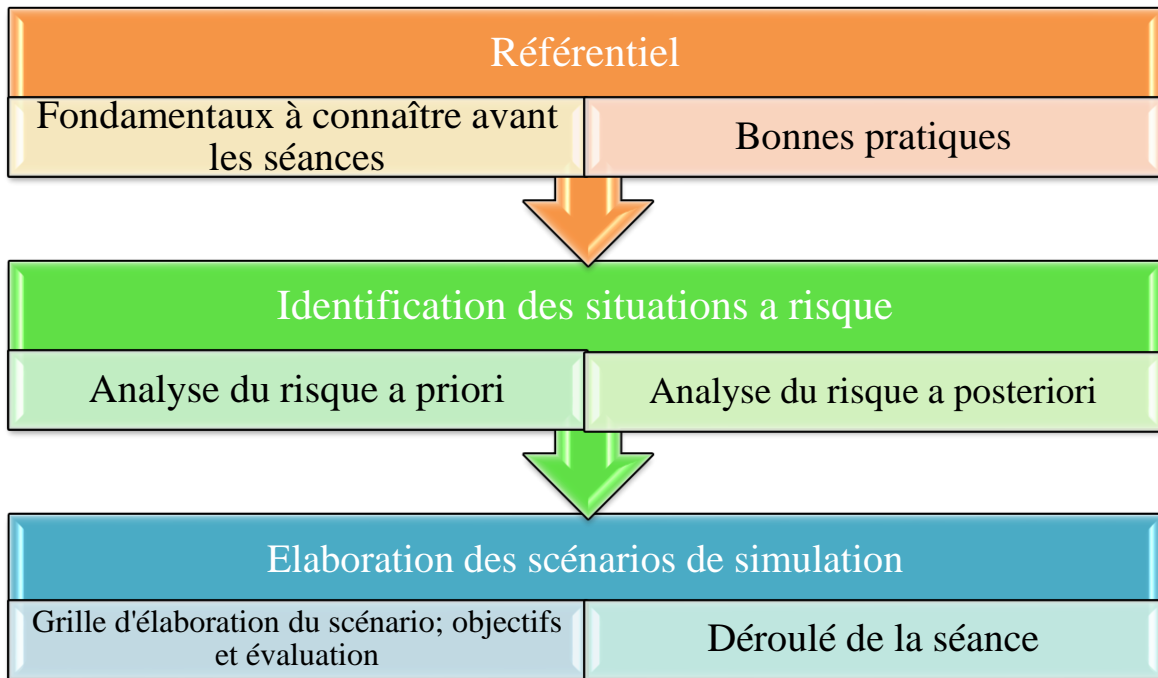 Référentiel
Fondamentaux à connaître avant
les séances
Bonnes pratiques
Identification des situations a risque
Analyse du risque a priori
Analyse du risque a posteriori
Elaboration des scénarios de simulation
Grille d'élaboration du scénario; objectifs
et évaluation
Déroulé de la séance